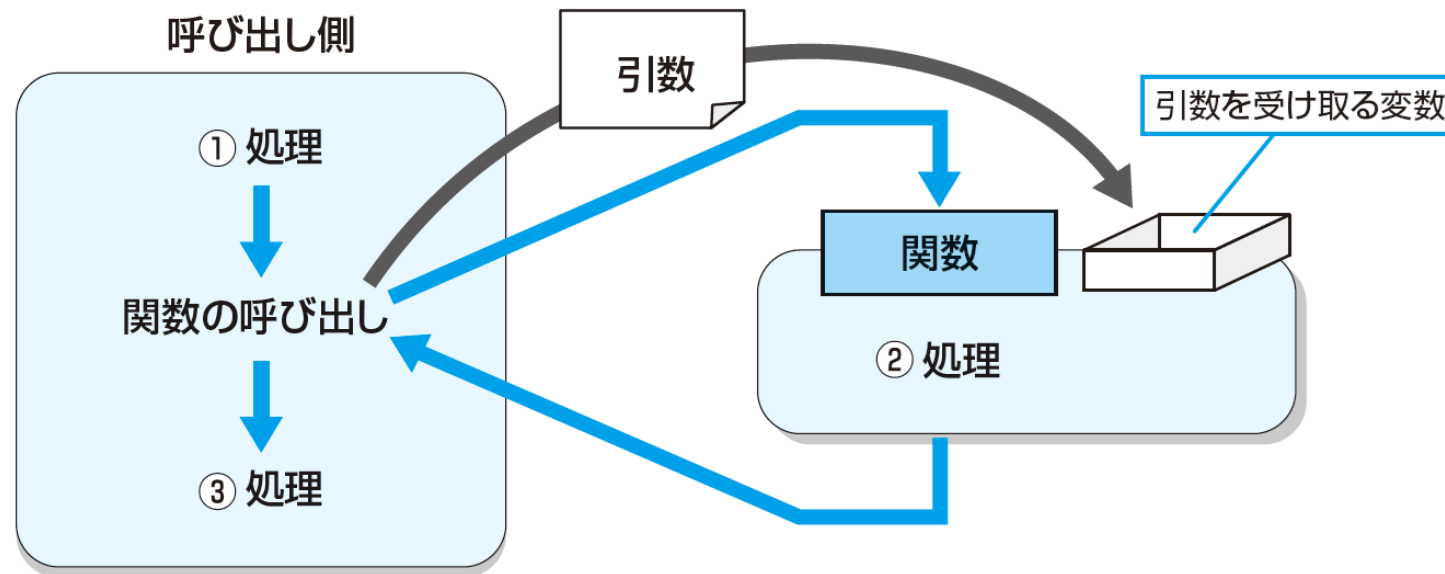 呼び出し側
引数
引数を受け取る変数
① 処理
関数
関数の呼び出し
② 処理
③ 処理